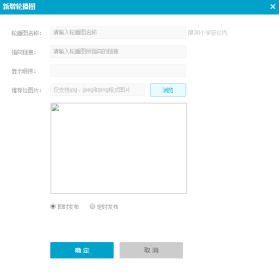 新增轮播图
轮播图名称： 请输入轮播图名称 限30个字符以内
指向链接： 请输入轮播图所指向的链接
显示顺序：
推荐位图片： 仅支持jpg、jpeg和png格式图片 浏览
即时发布 定时发布
确 定 取 消